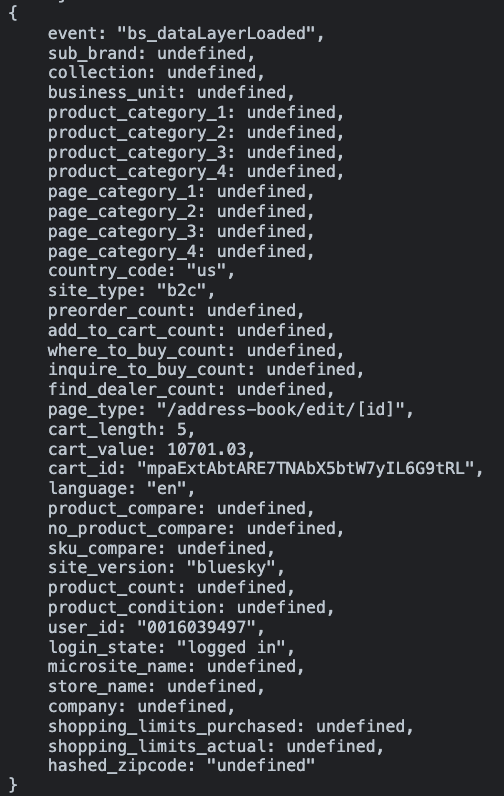 {
event: "bs_dataLayerLoaded",
sub_brand: undefined,
collection: undefined,
business_unit: undefined,
product_category_1: undefined,
product_category_2: undefined,
product_category_3: undefined,
product_category_4: undefined,
page_category_1: undefined,
page_category_2: undefined,
page_category_3: undefined,
page_category_4: undefined,
country_code: "us",
site_type: "b2c",
preorder_count: undefined,
add_to_cart_count: undefined,
where_to_buy_count: undefined,
inquire_to_buy_count: undefined,
find_dealer_count: undefined,
page_type: "/address-book/edit/[id]",
cart_length: 5,
cart_value: 10701.03,
cart_id: "mpaExtAbtARE7TNAbX5btW7yIL6G9tRL",
language: "en",
product_compare: undefined,
no_product_compare: undefined,
sku_compare: undefined,
site_version: "bluesky",
product_count: undefined,
product_condition: undefined,
user_id: "0016039497",
login_state: "logged in",
microsite_name: undefined,
store_name: undefined,
company: undefined,
shopping_limits_purchased: undefined,
shopping_limits_actual: undefined,
hashed_zipcode: "undefined"
}